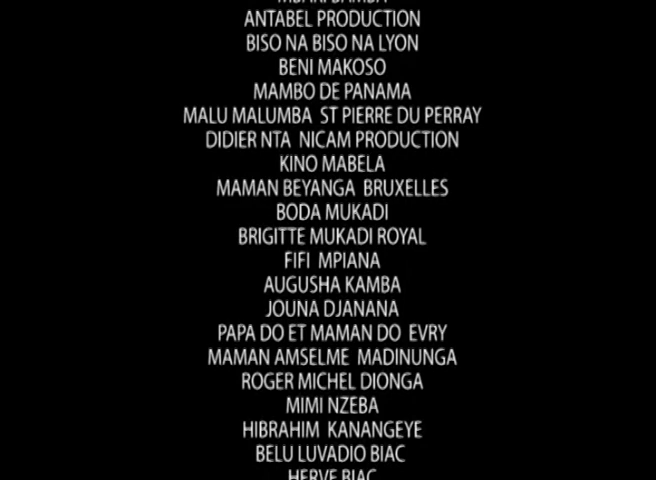 ANTABEL PRODUCTION
BISO NA BISO NA LYON
BENI MAKOSO
MAMBO DE PANAMA
MALU MALUMBA ST PIERRE DU PERRAY
DIDIER NTA NICAM PRODUCTION
KINO MABELA
MAMAN BEYANGA BRUXELLES
BODA MUKADI
BRIGITTE MUKADI ROYAL
FIFI MPIANA
AUGUSHA KAMBA
JOUNA DJANANA
PAPA DO ET MAMAN DO EVRY
MAMAN AMSELME MADINUNGA
ROGER MICHEL DIONGA
MIMI NZEBA
HIBRAHIM KANANGEYE
BELU LUVADIO BIAC
HERVE BIAC